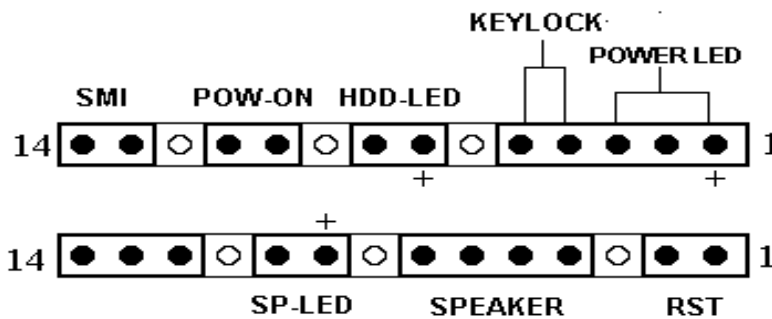 KEYLOCK
POWER LED
SMI POW-ON HDD-LED
14 1
+ +
+
14 1
SP-LED SPEAKER RST